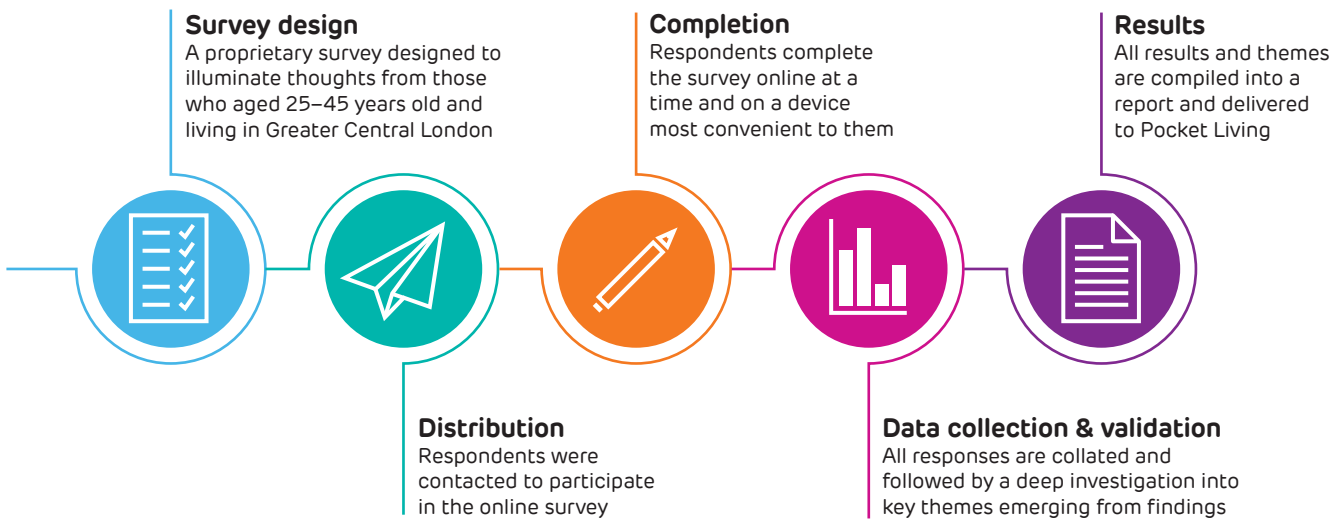 Survey design
A proprietary survey designed to
illuminate thoughts from those
who aged 25–45 years old and
living in Greater Central London
Distribution
Respondents were
contacted to participate
in the online survey
Completion
Respondents complete
the survey online at a
time and on a device
most convenient to them
Data collection & validation
All responses are collated and
followed by a deep investigation into
key themes emerging from findings
Results
All results and themes
are compiled into a
report and delivered
to Pocket Living